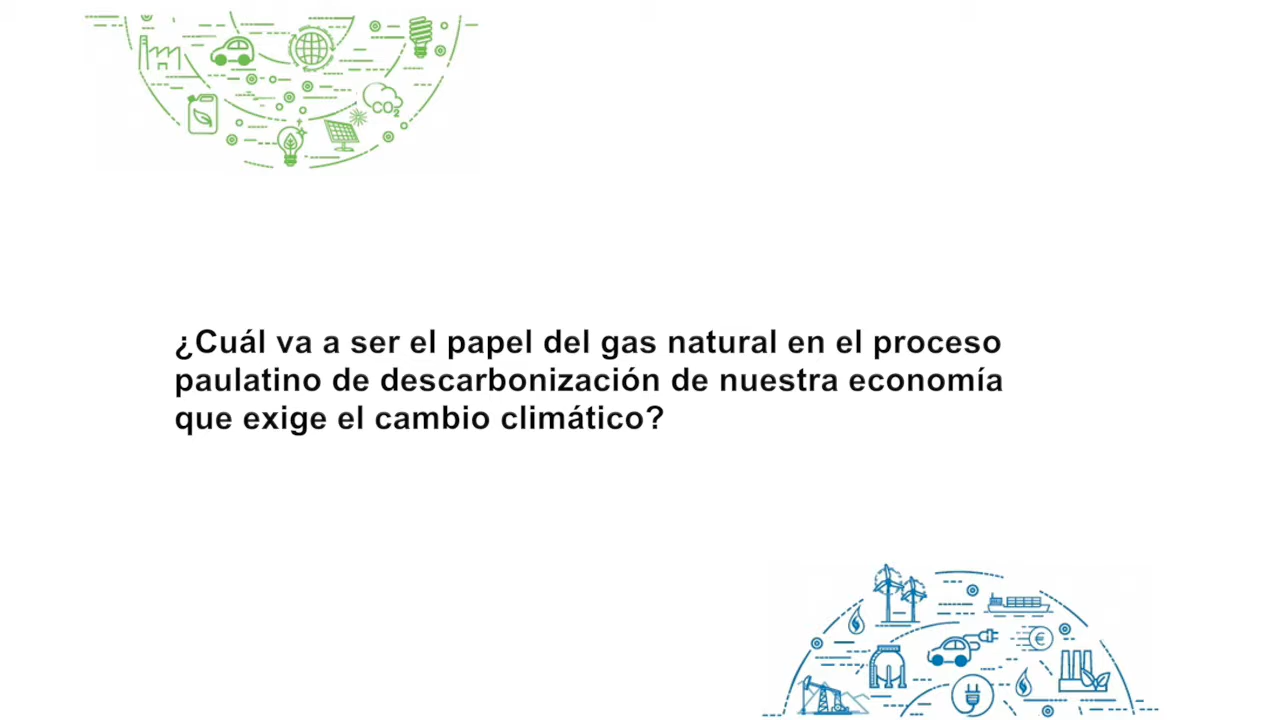 CO2
¿Cuál va a ser el papel del gas natural en el proceso
paulatino de descarbonización de nuestra economía
que exige el cambio climático?
€